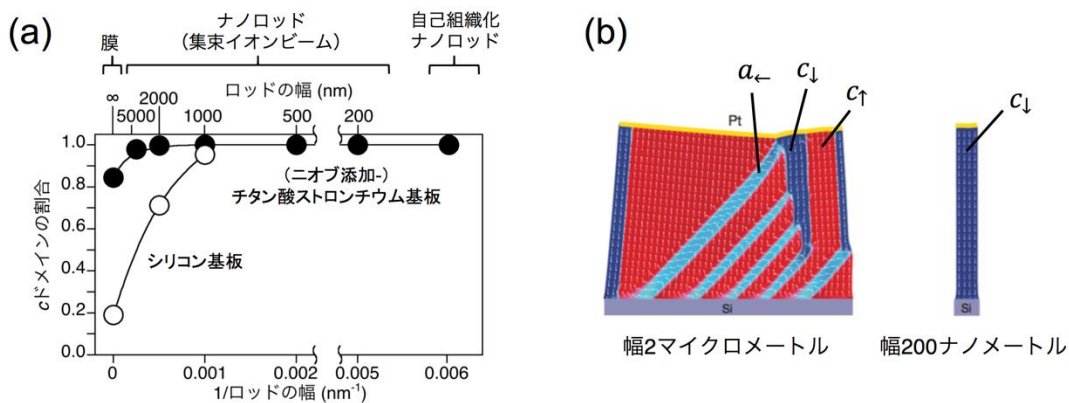 (a)
膜
ナノロッド
(集束イオンビーム)
自己組織化
ナノロッド
ロッドの幅 (nm)
∞ 5000 2000 1000 500 200
1.0
0.8
0.6
0.4
0.2
0.0
(ニオブ添加-)
チタン酸ストロンチウム基板
シリコン基板
cドメインの割合
0 0.001 0.002 0.005 0.006
1/ロッドの幅 (nm⁻¹)
(b)
a← c↓ c↑
Pt
Si
幅2マイクロメートル
c↓
Si
幅200ナノメートル